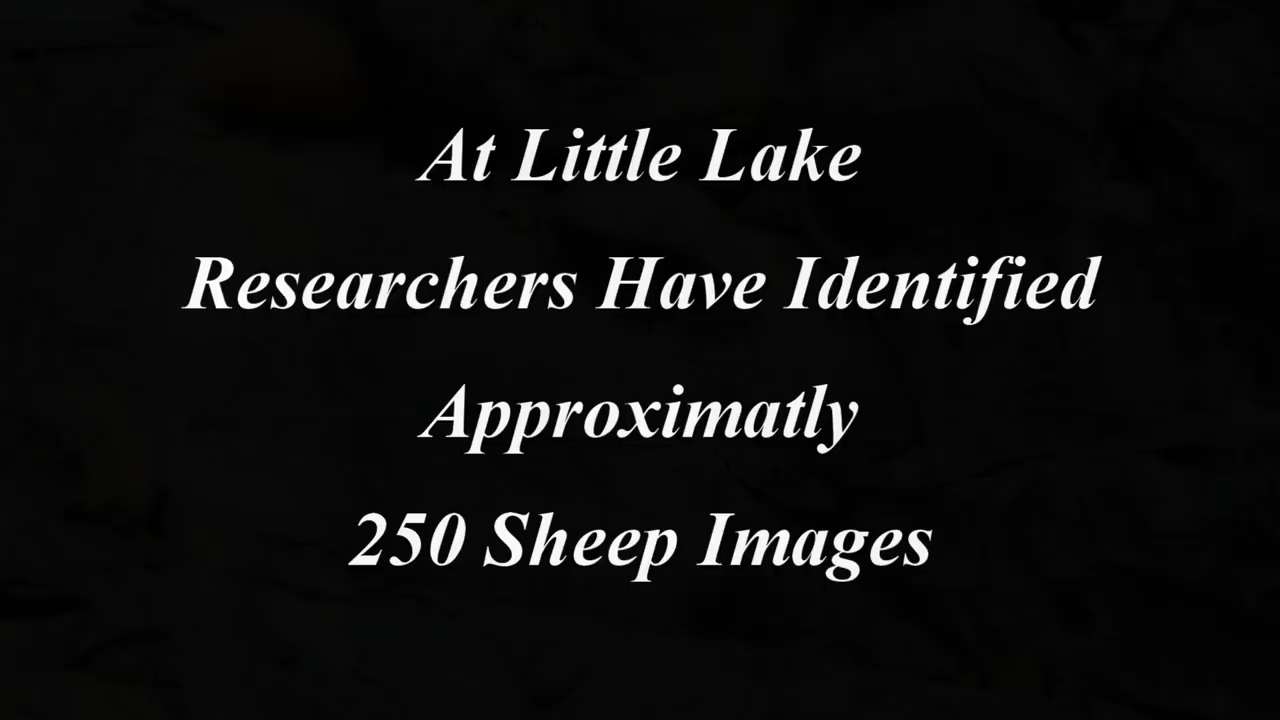 At Little Lake
Researchers Have Identified
Approximatly
250 Sheep Images